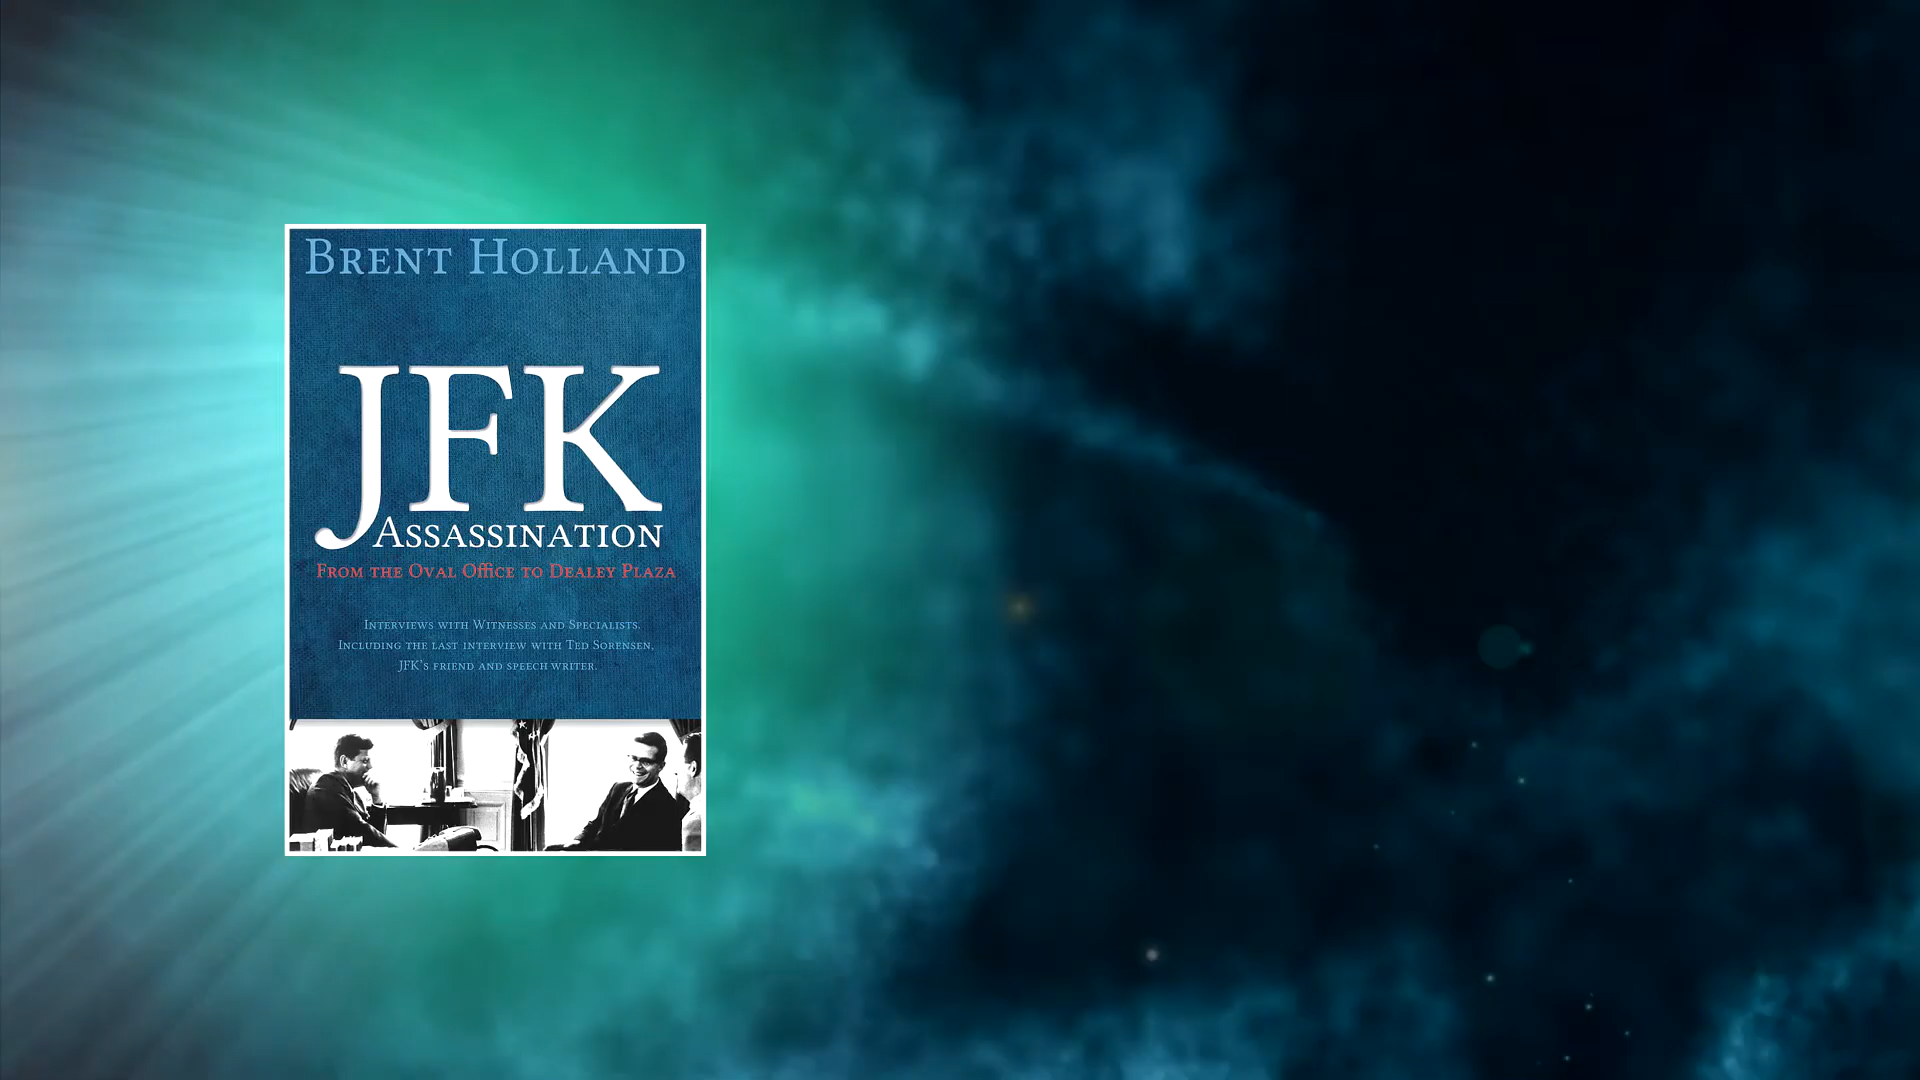 Brent Holland
JFK
Assassination
From the Oval Office to Dealey Plaza
Interviews with Witnesses and Specialists.
Including the last interview with Ted Sorensen,
JFK's friend and speech writer.